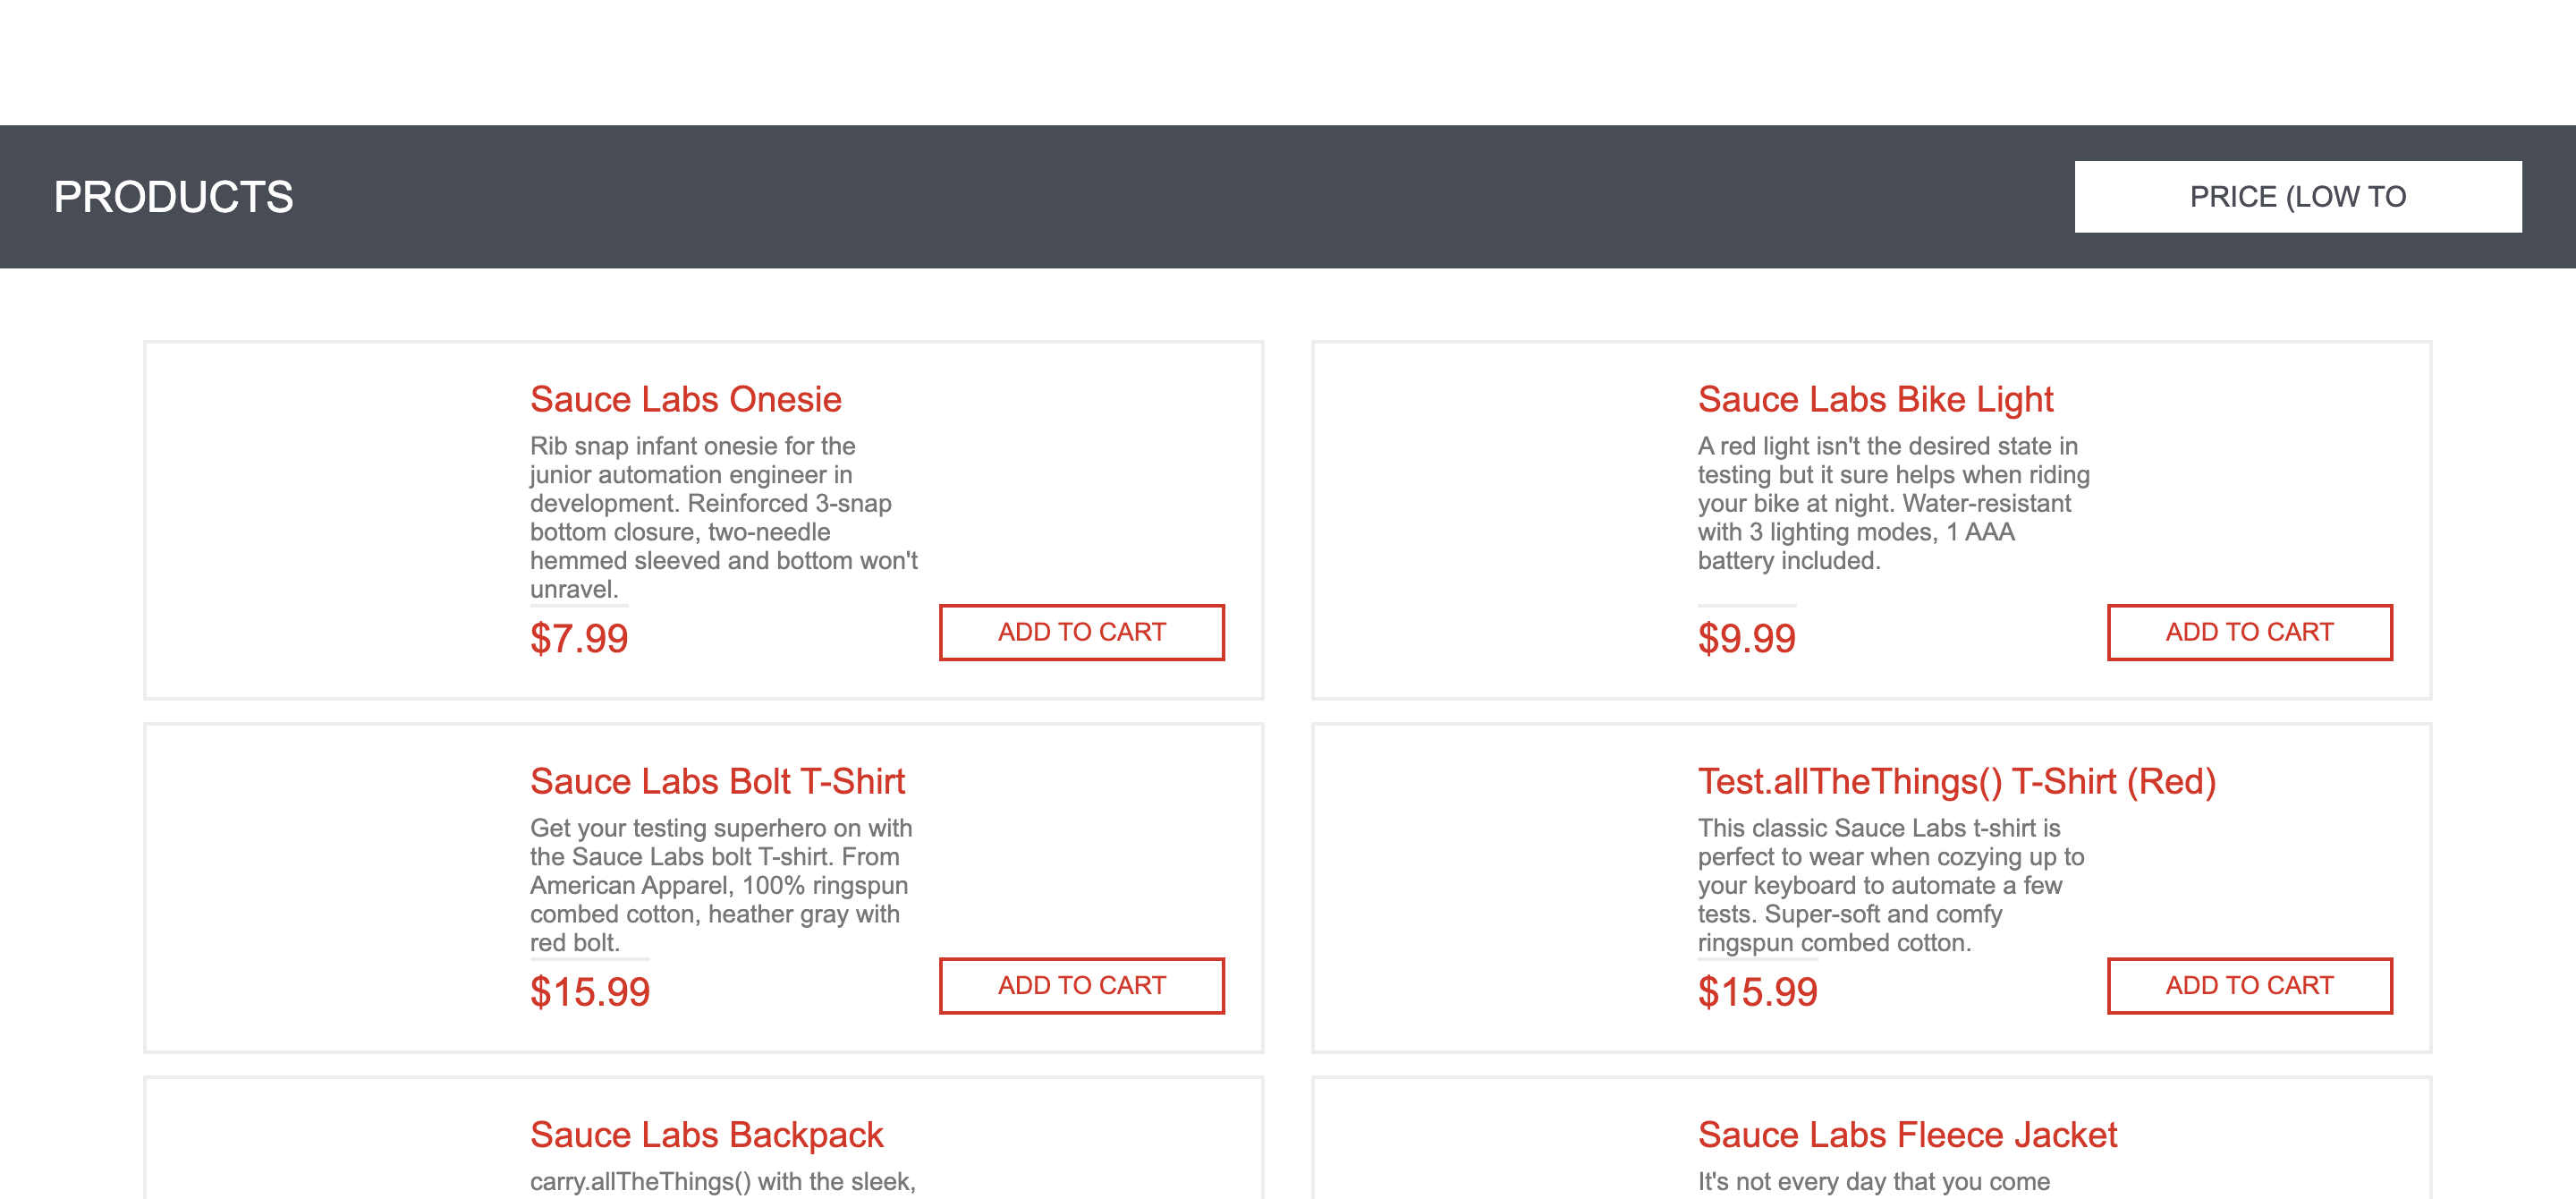 PRODUCTS
PRICE (LOW TO
Sauce Labs Onesie
Rib snap infant onesie for the
junior automation engineer in
development. Reinforced 3-snap
bottom closure, two-needle
hemmed sleeved and bottom won't
unravel.
$7.99
ADD TO CART
Sauce Labs Bike Light
A red light isn't the desired state in
testing but it sure helps when riding
your bike at night. Water-resistant
with 3 lighting modes, 1 AAA
battery included.
$9.99
ADD TO CART
Sauce Labs Bolt T-Shirt
Get your testing superhero on with
the Sauce Labs bolt T-shirt. From
American Apparel, 100% ringspun
combed cotton, heather gray with
red bolt.
$15.99
ADD TO CART
Test.allTheThings() T-Shirt (Red)
This classic Sauce Labs t-shirt is
perfect to wear when cozying up to
your keyboard to automate a few
tests. Super-soft and comfy
ringspun combed cotton.
$15.99
ADD TO CART
Sauce Labs Backpack
carry.allTheThings() with the sleek,
Sauce Labs Fleece Jacket
It's not every day that you come